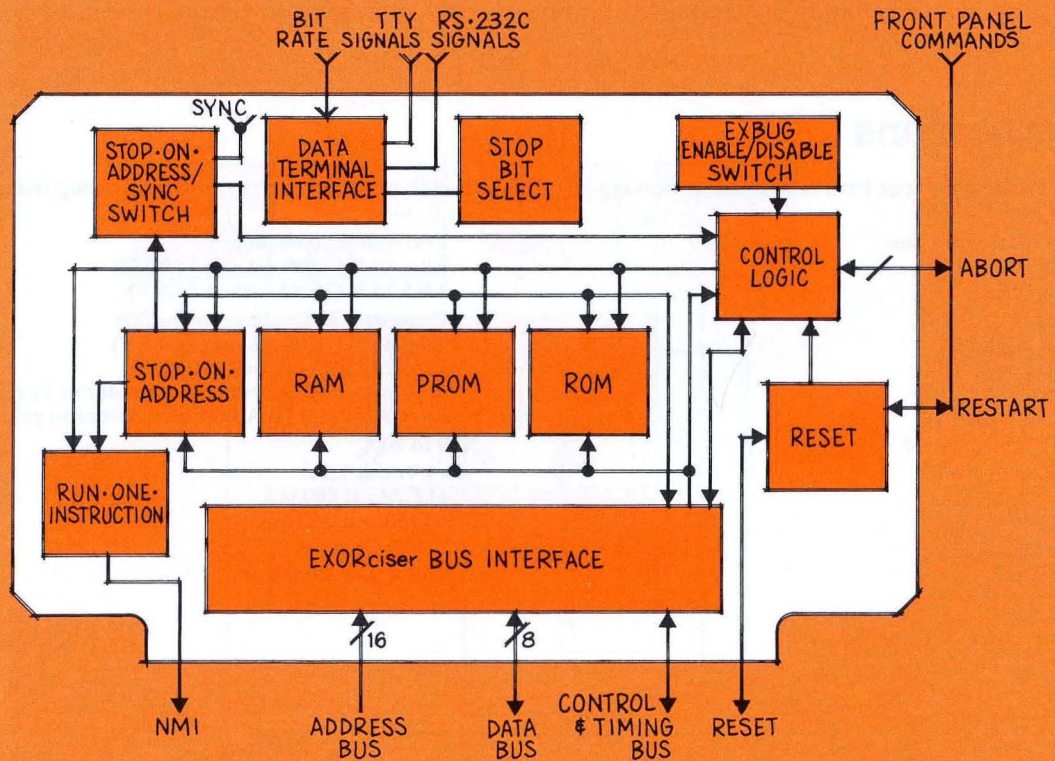 BIT
RATE SIGNALS
TTY
SIGNALS
RS·232C
SIGNALS
FRONT PANEL
COMMANDS
SYNC
STOP·ON·
ADDRESS/
SYNC
SWITCH
DATA
TERMINAL
INTERFACE
STOP
BIT
SELECT
EXBUG
ENABLE/DISABLE
SWITCH
CONTROL
LOGIC
ABORT
STOP·ON·
ADDRESS
RAM
PROM
ROM
RESET
RESTART
RUN·ONE·
INSTRUCTION
EXORciser BUS INTERFACE
16
8
NMI
ADDRESS
BUS
DATA
BUS
CONTROL
& TIMING
BUS
RESET